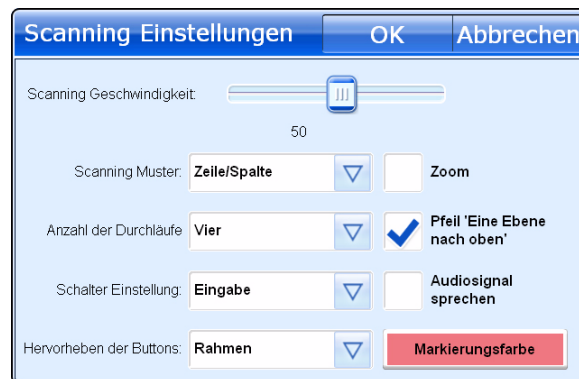 Scanning Einstellungen OK Abbrechen
Scanning Geschwindigkeit:
50
Scanning Muster: Zeile/Spalte Zoom
Anzahl der Durchläufe Vier Pfeil 'Eine Ebene
nach oben'
Schalter Einstellung: Eingabe Audiosignal
sprechen
Hervorheben der Buttons: Rahmen Markierungsfarbe